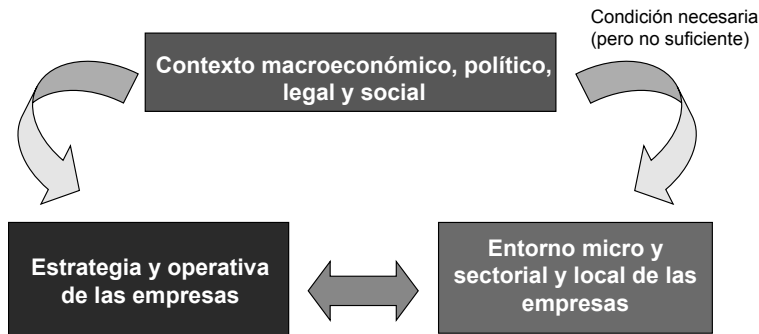 Condición necesaria
(pero no suficiente)
Contexto macroeconómico, político,
legal y social
Estrategia y operativa
de las empresas
Entorno micro y
sectorial y local de las
empresas